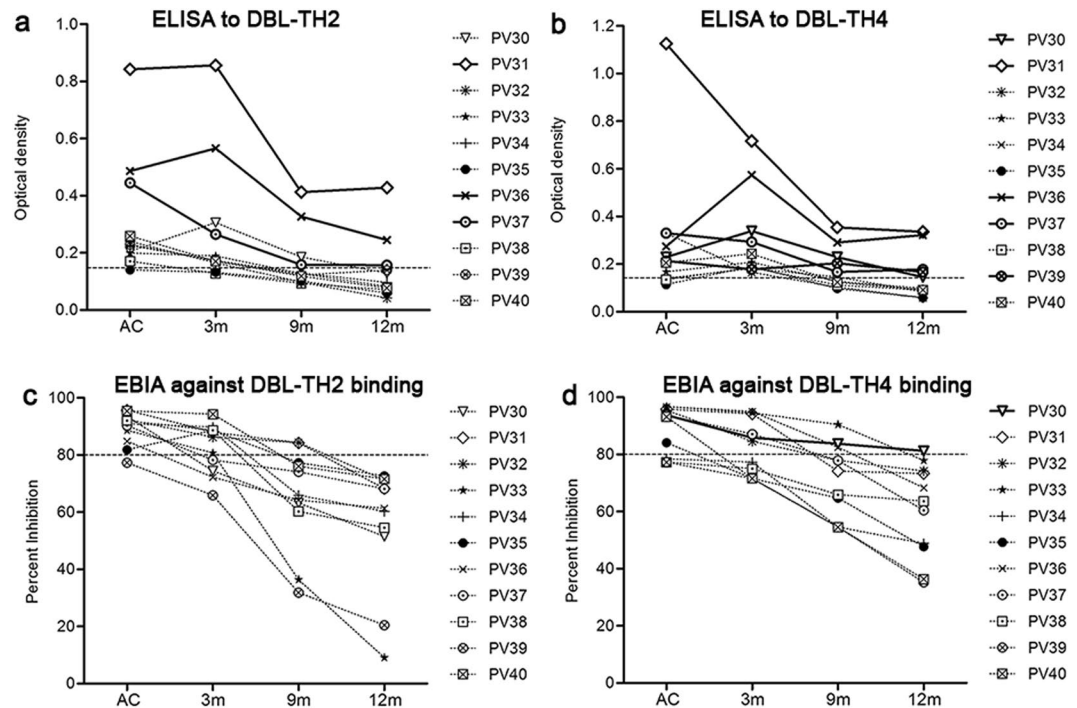 a
ELISA to DBL-TH2
Optical density
1.0
0.8
0.6
0.4
0.2
0.0
AC
3m
9m
12m
PV30
PV31
PV32
PV33
PV34
PV35
PV36
PV37
PV38
PV39
PV40
b
ELISA to DBL-TH4
Optical density
1.2
1.0
0.8
0.6
0.4
0.2
0.0
AC
3m
9m
12m
PV30
PV31
PV32
PV33
PV34
PV35
PV36
PV37
PV38
PV39
PV40
c
EBIA against DBL-TH2 binding
Percent Inhibition
100
80
60
40
20
0
AC
3m
9m
12m
PV30
PV31
PV32
PV33
PV34
PV35
PV36
PV37
PV38
PV39
PV40
d
EBIA against DBL-TH4 binding
Percent Inhibition
100
80
60
40
20
0
AC
3m
9m
12m
PV30
PV31
PV32
PV33
PV34
PV35
PV36
PV37
PV38
PV39
PV40